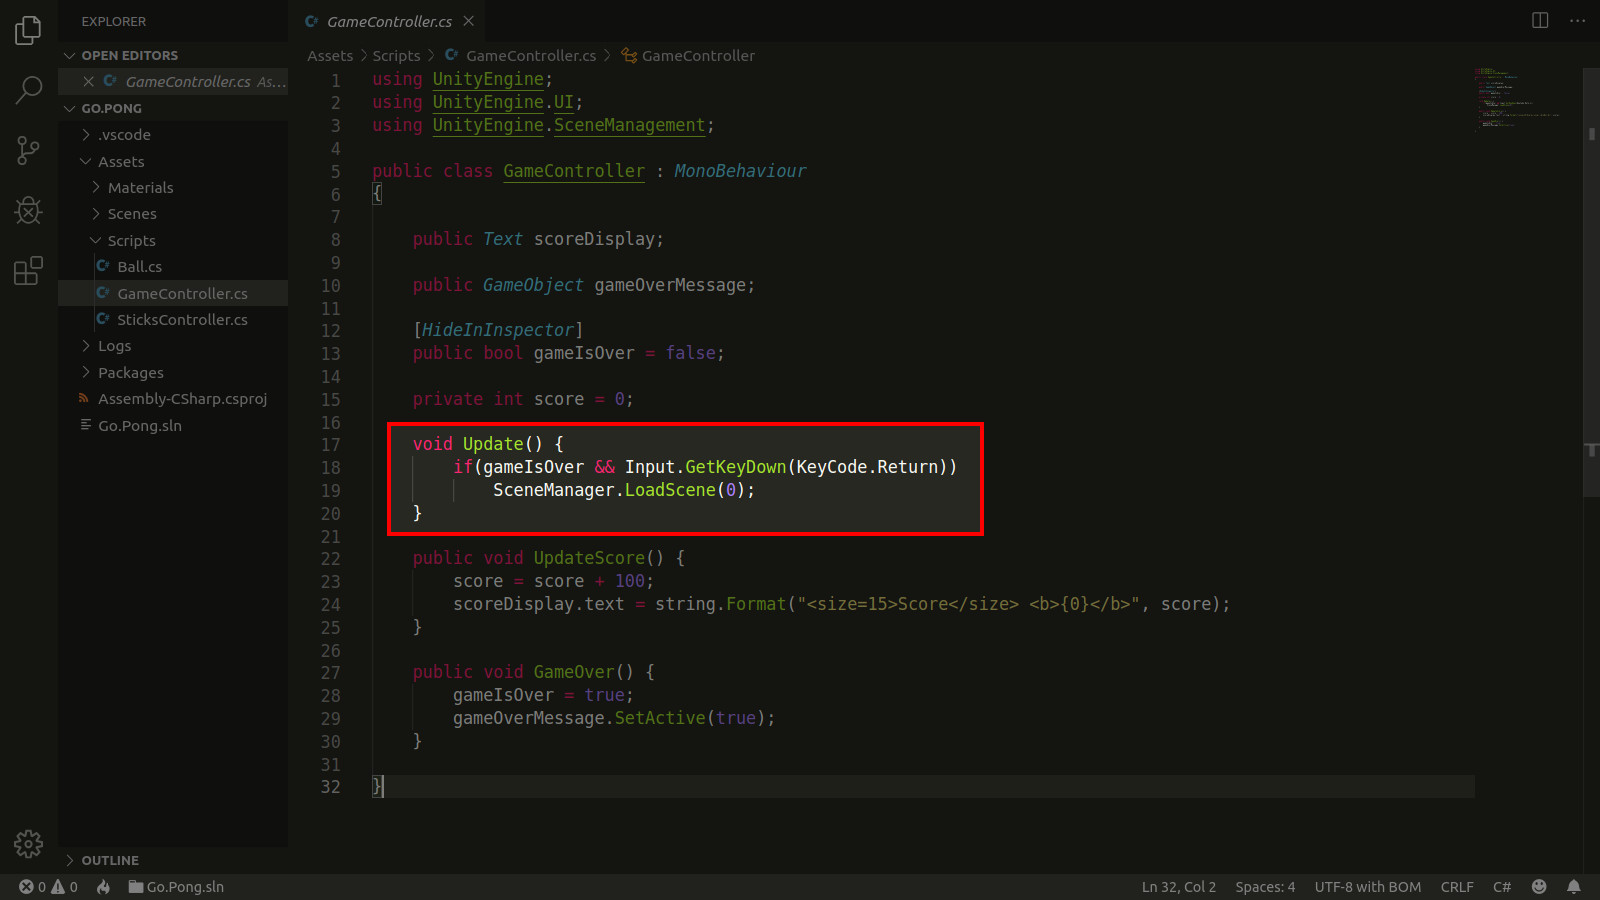 EXPLORER
OPEN EDITORS
GameController.cs As...
GO.PONG
.vscode
Assets
Materials
Scenes
Scripts
Ball.cs
GameController.cs
SticksController.cs
Logs
Packages
Assembly-CSharp.csproj
Go.Pong.sln
OUTLINE
GameController.cs
Assets > Scripts > GameController.cs > GameController
1 using UnityEngine;
2 using UnityEngine.UI;
3 using UnityEngine.SceneManagement;
4
5 public class GameController : MonoBehaviour
6 {
7
8 public Text scoreDisplay;
9
10 public GameObject gameOverMessage;
11
12 [HideInInspector]
13 public bool gameIsOver = false;
14
15 private int score = 0;
16
17 void Update() {
18 if(gameIsOver && Input.GetKeyDown(KeyCode.Return))
19 SceneManager.LoadScene(0);
20 }
21
22 public void UpdateScore() {
23 score = score + 100;
24 scoreDisplay.text = string.Format("<size=15>Score</size> <b>{0}</b>", score);
25 }
26
27 public void GameOver() {
28 gameIsOver = true;
29 gameOverMessage.SetActive(true);
30 }
31
32 }
0 0 Go.Pong.sln Ln 32, Col 2 Spaces: 4 UTF-8 with BOM CRLF C#